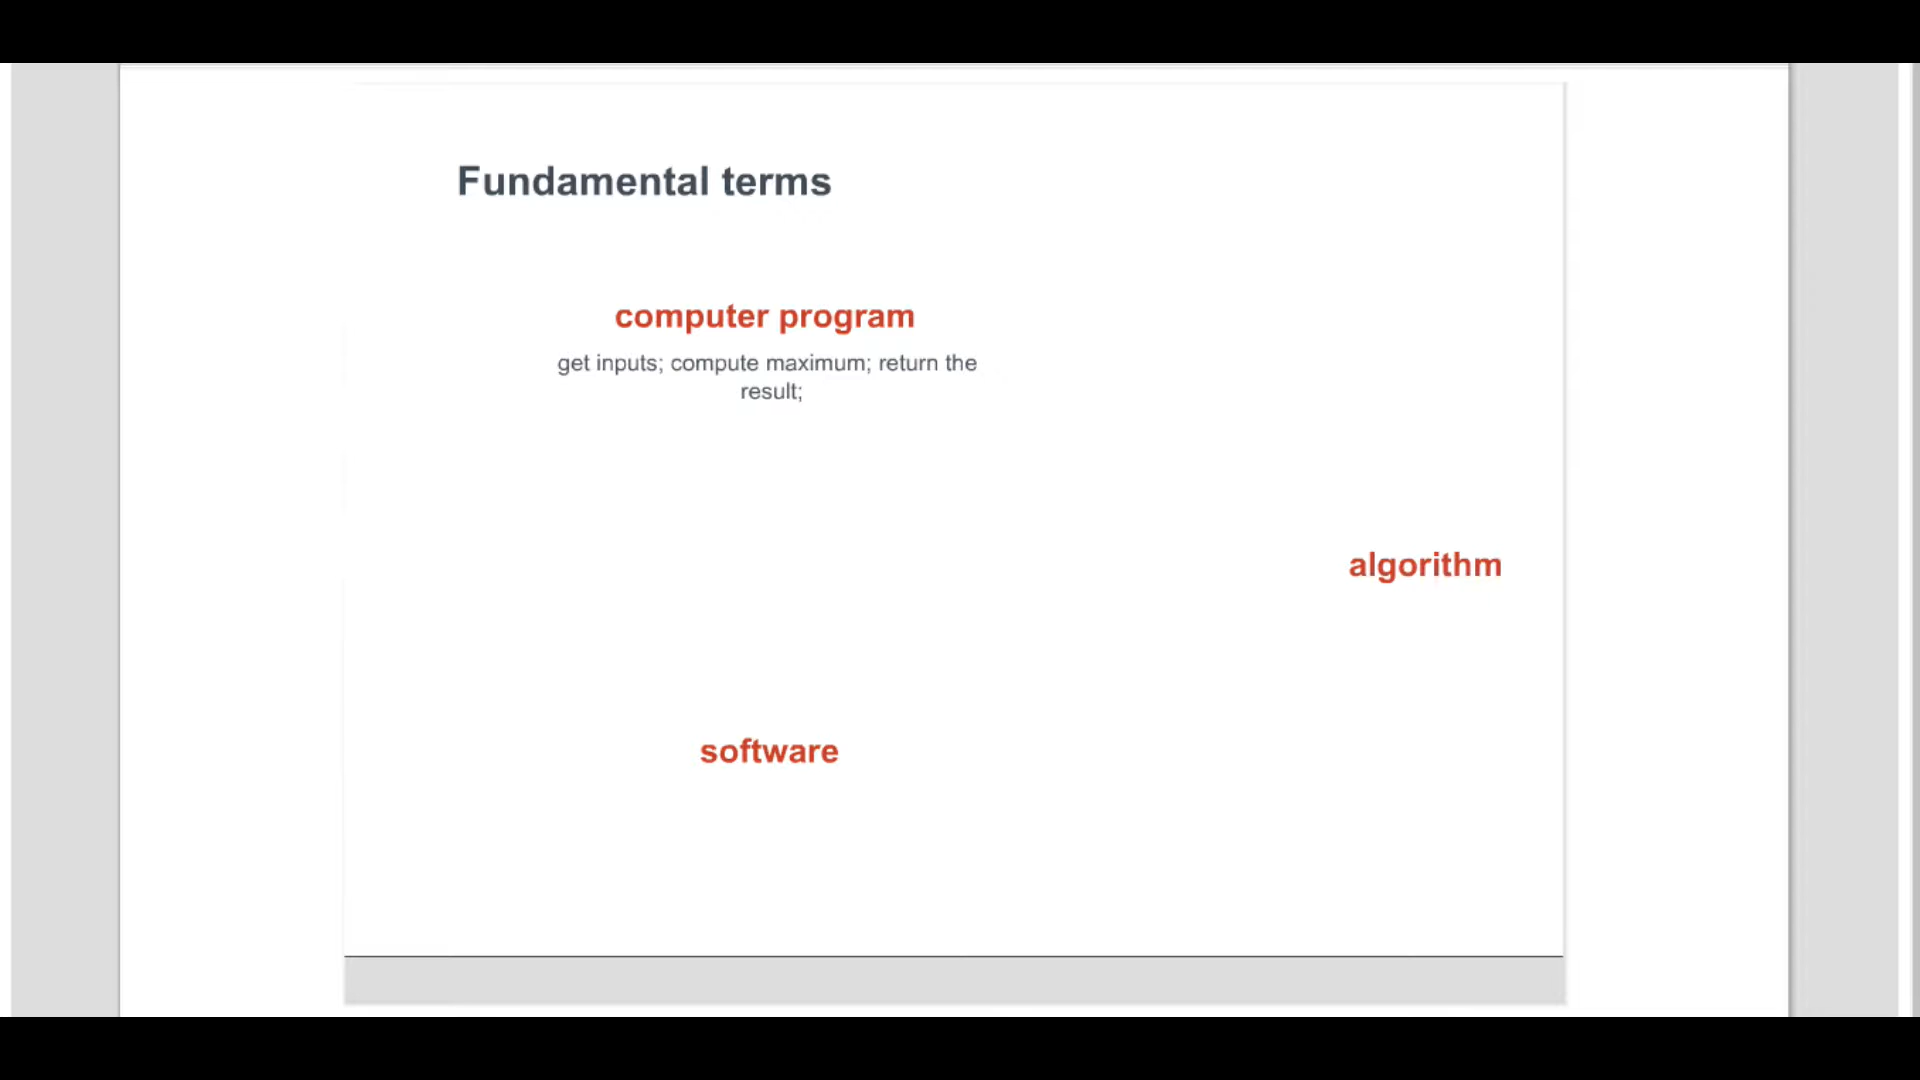 Fundamental terms
computer program
get inputs; compute maximum; return the
result;
algorithm
software